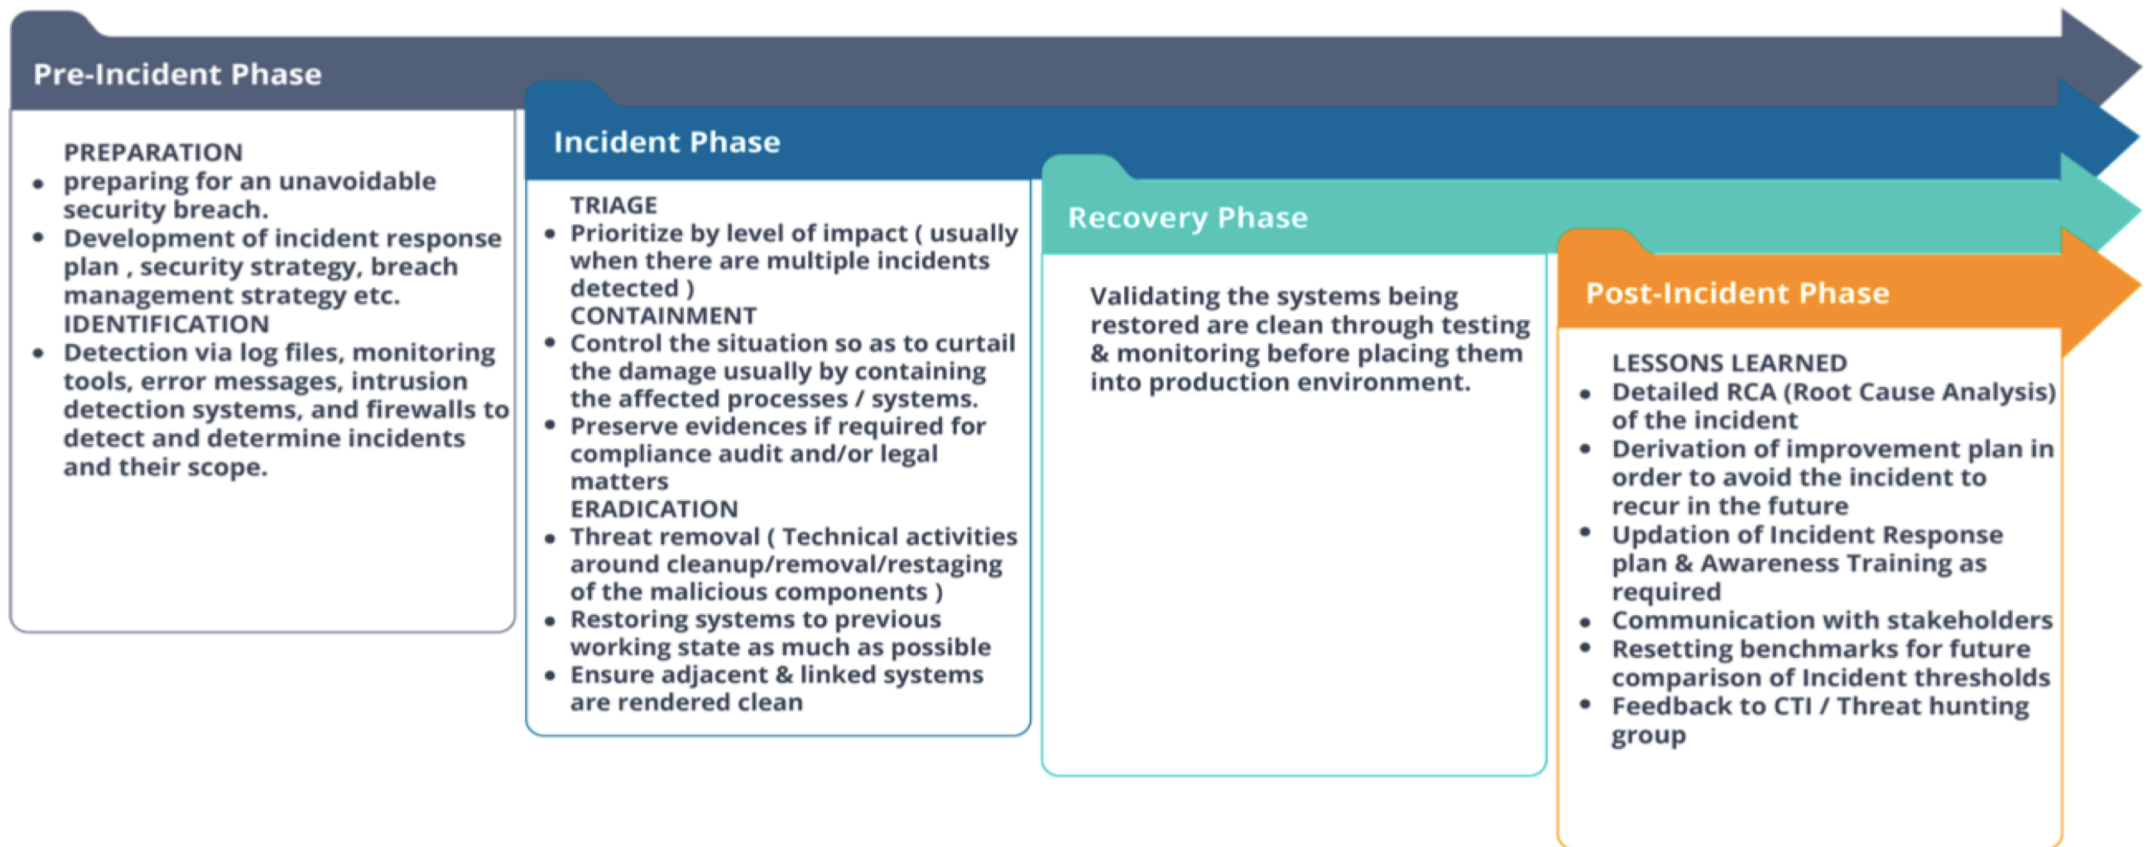 Pre-Incident Phase
PREPARATION
• preparing for an unavoidable
security breach.
• Development of incident response
plan , security strategy, breach
management strategy etc.
IDENTIFICATION
• Detection via log files, monitoring
tools, error messages, intrusion
detection systems, and firewalls to
detect and determine incidents
and their scope.
Incident Phase
TRIAGE
• Prioritize by level of impact ( usually
when there are multiple incidents
detected )
CONTAINMENT
• Control the situation so as to curtail
the damage usually by containing
the affected processes / systems.
• Preserve evidences if required for
compliance audit and/or legal
matters
ERADICATION
• Threat removal ( Technical activities
around cleanup/removal/restaging
of the malicious components )
• Restoring systems to previous
working state as much as possible
• Ensure adjacent & linked systems
are rendered clean
Recovery Phase
Validating the systems being
restored are clean through testing
& monitoring before placing them
into production environment.
Post-Incident Phase
LESSONS LEARNED
• Detailed RCA (Root Cause Analysis)
of the incident
• Derivation of improvement plan in
order to avoid the incident to
recur in the future
• Updation of Incident Response
plan & Awareness Training as
required
• Communication with stakeholders
• Resetting benchmarks for future
comparison of Incident thresholds
• Feedback to CTI / Threat hunting
group